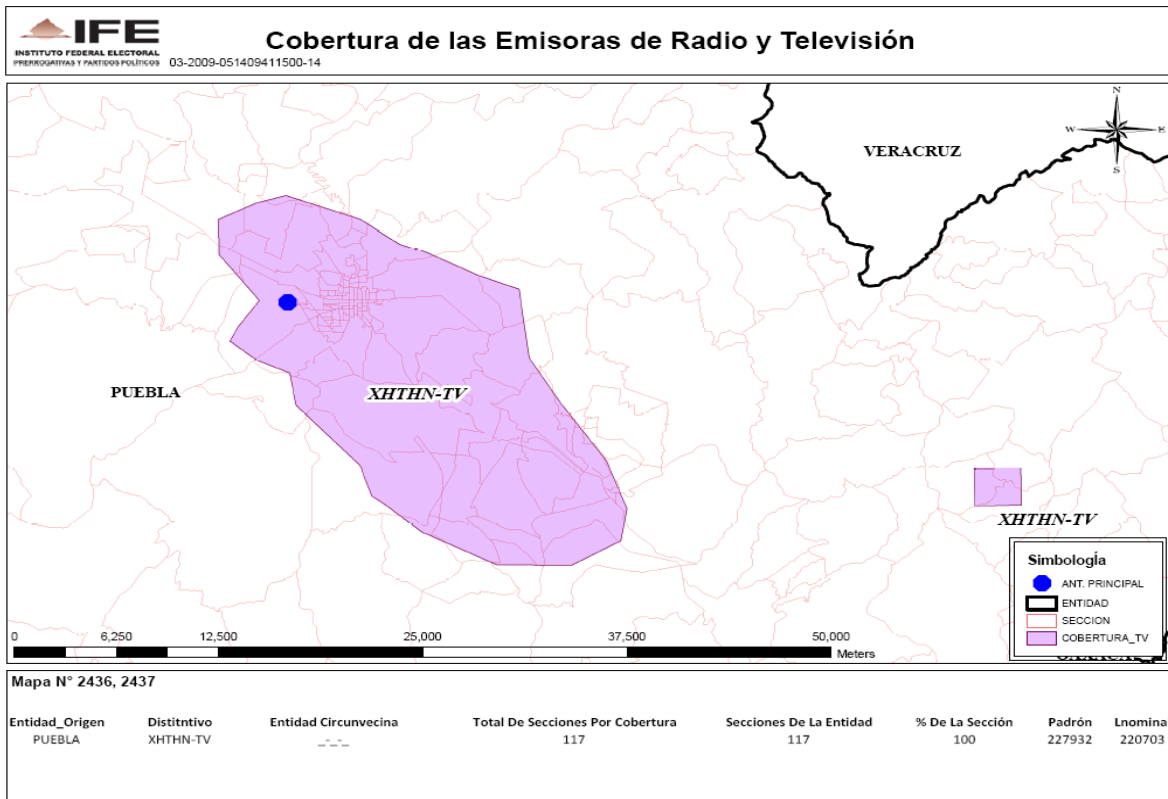 IFE
INSTITUTO FEDERAL ELECTORAL
PRERROGATIVAS Y PARTIDOS POLÍTICOS
03-2009-051409411500-14
Cobertura de las Emisoras de Radio y Televisión
N
W E
S
VERACRUZ
PUEBLA
XHTHN-TV
XHTHN-TV
Simbología
ANT. PRINCIPAL
ENTIDAD
SECCION
COBERTURA_TV
0 6,250 12,500 25,000 37,500 50,000
Meters
Mapa N° 2436, 2437
Entidad_Origen Distitntivo Entidad Circunvecina Total De Secciones Por Cobertura Secciones De La Entidad % De La Sección Padrón Lnomina
PUEBLA XHTHN-TV _-_-_ 117 117 100 227932 220703